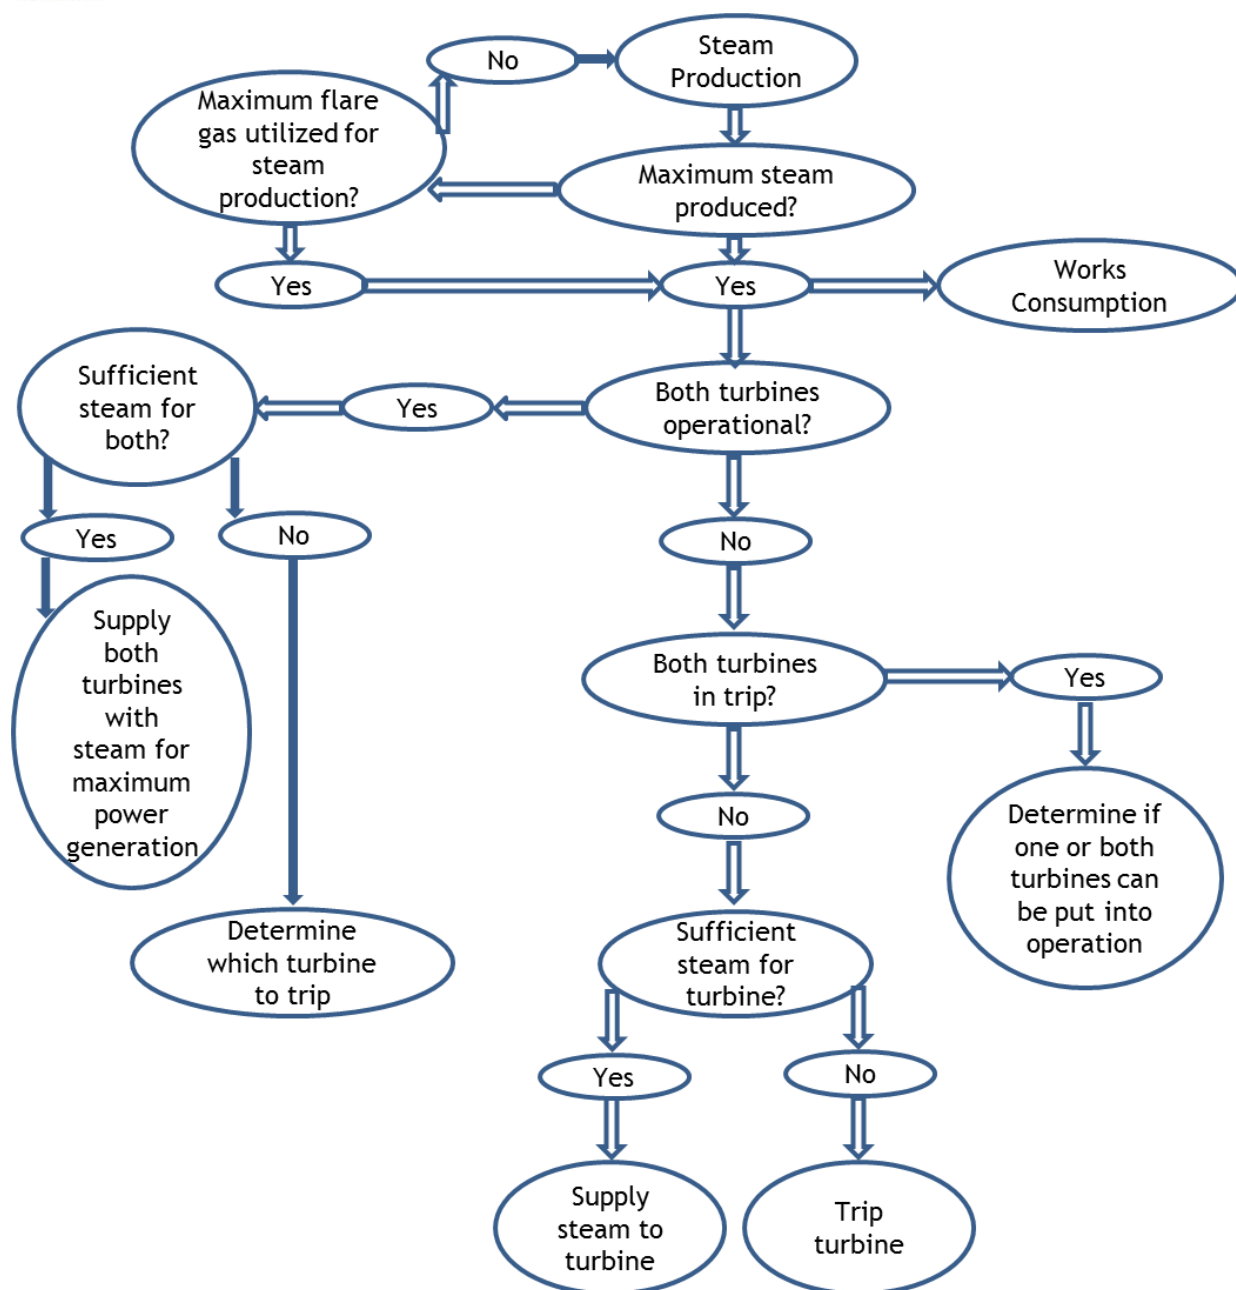 No
Steam
Production
Maximum flare
gas utilized for
steam
production?
Maximum steam
produced?
Yes
Yes
Works
Consumption
Sufficient
steam for
both?
Yes
Both turbines
operational?
Yes
No
No
Supply
both
turbines
with
steam for
maximum
power
generation
Both turbines
in trip?
Yes
No
Determine if
one or both
turbines can
be put into
operation
Determine
which turbine
to trip
Sufficient
steam for
turbine?
Yes
No
Supply
steam to
turbine
Trip
turbine